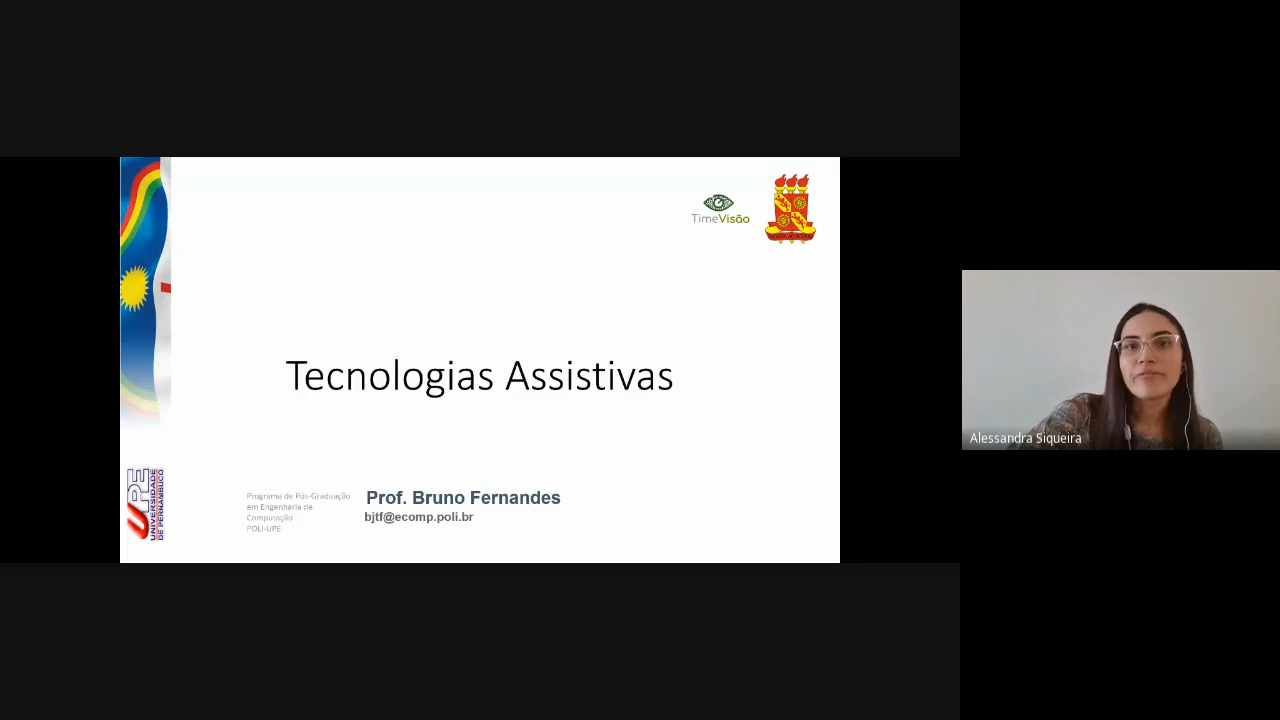 TimeVisão
Tecnologias Assistivas
Programa de Pós-Graduação
em Engenharia de
Computação
POLI-UPE
Prof. Bruno Fernandes
bjtf@ecomp.poli.br
UPE
UNIVERSIDADE
DE PERNAMBUCO
Alessandra Siqueira